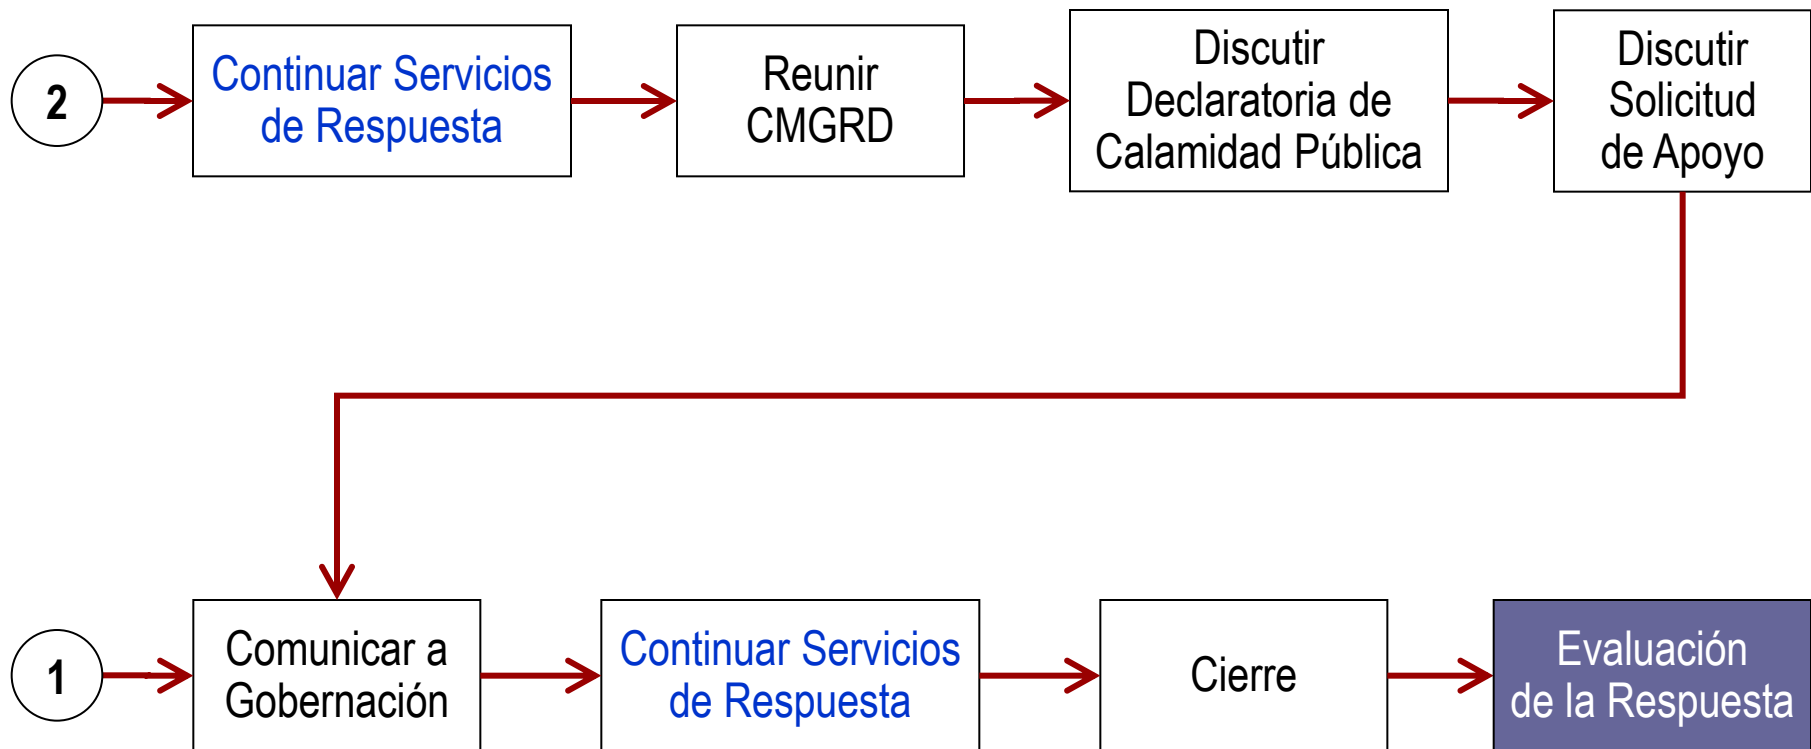 2
Continuar Servicios
de Respuesta
Reunir
CMGRD
Discutir
Declaratoria de
Calamidad Pública
Discutir
Solicitud
de Apoyo
1
Comunicar a
Gobernación
Continuar Servicios
de Respuesta
Cierre
Evaluación
de la Respuesta